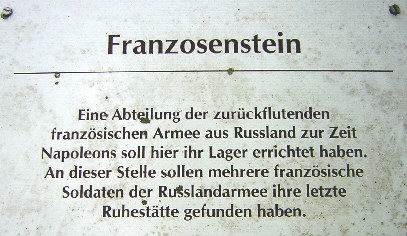 Franzosenstein
Eine Abteilung der zurückflutenden
französischen Armee aus Russland zur Zeit
Napoleons soll hier ihr Lager errichtet haben.
An dieser Stelle sollen mehrere französische
Soldaten der Russlandarmee ihre letzte
Ruhestätte gefunden haben.